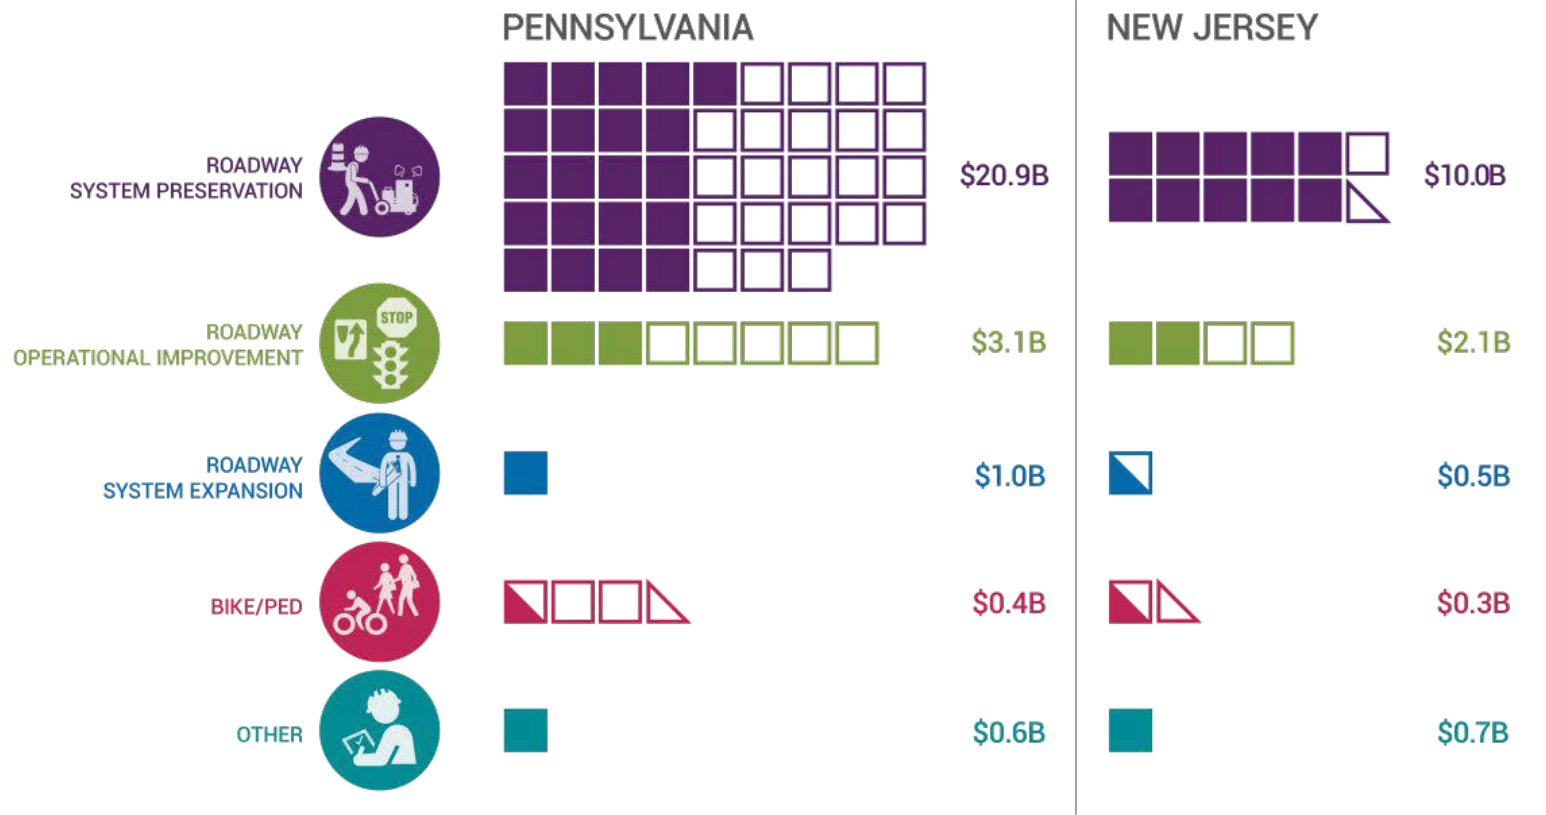 PENNSYLVANIA
NEW JERSEY
ROADWAY
SYSTEM PRESERVATION
$20.9B
$10.0B
ROADWAY
OPERATIONAL IMPROVEMENT
STOP
$3.1B
$2.1B
ROADWAY
SYSTEM EXPANSION
$1.0B
$0.5B
BIKE/PED
$0.4B
$0.3B
OTHER
$0.6B
$0.7B